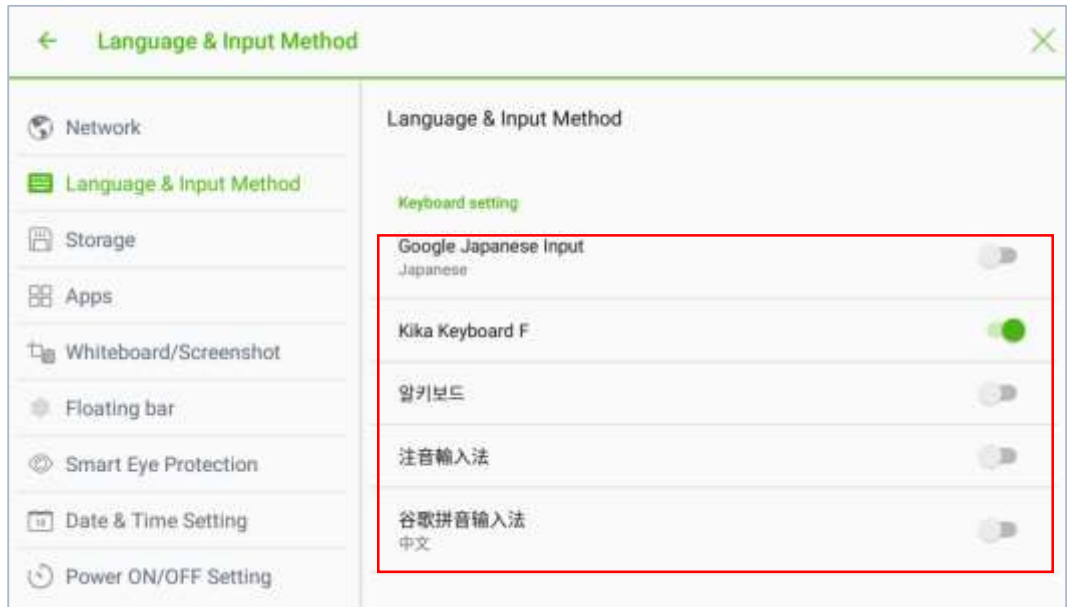 Language & Input Method
Network
Language & Input Method
Storage
Apps
Whiteboard/Screenshot
Floating bar
Smart Eye Protection
Date & Time Setting
Power ON/OFF Setting
Language & Input Method
Keyboard setting
Google Japanese Input
Japanese
Kika Keyboard F
알키보드
注音輸入法
谷歌拼音输入法
中文